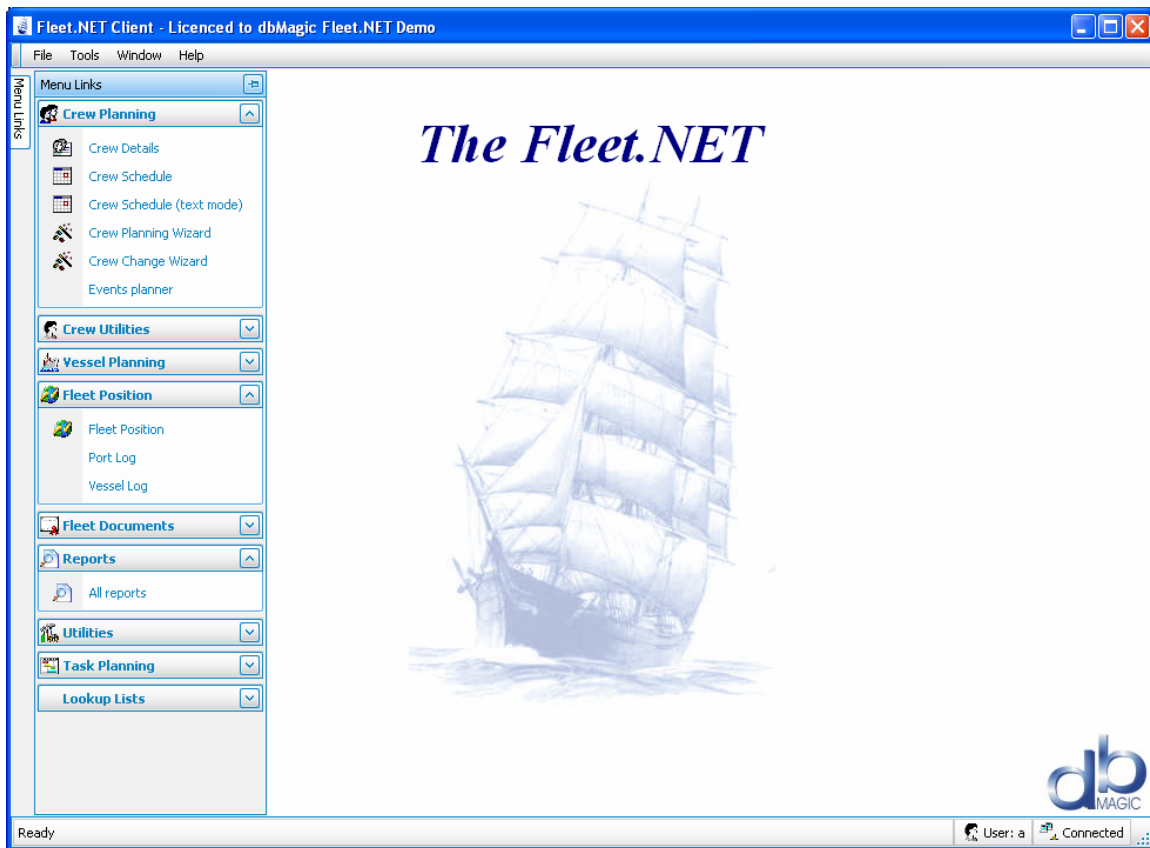 Fleet.NET Client - Licenced to dbMagic Fleet.NET Demo
File Tools Window Help
Menu Links
Menu Links
Crew Planning
Crew Details
Crew Schedule
Crew Schedule (text mode)
Crew Planning Wizard
Crew Change Wizard
Events planner
Crew Utilities
Vessel Planning
Fleet Position
Fleet Position
Port Log
Vessel Log
Fleet Documents
Reports
All reports
Utilities
Task Planning
Lookup Lists
The Fleet.NET
db
MAGIC
Ready
User: a
Connected